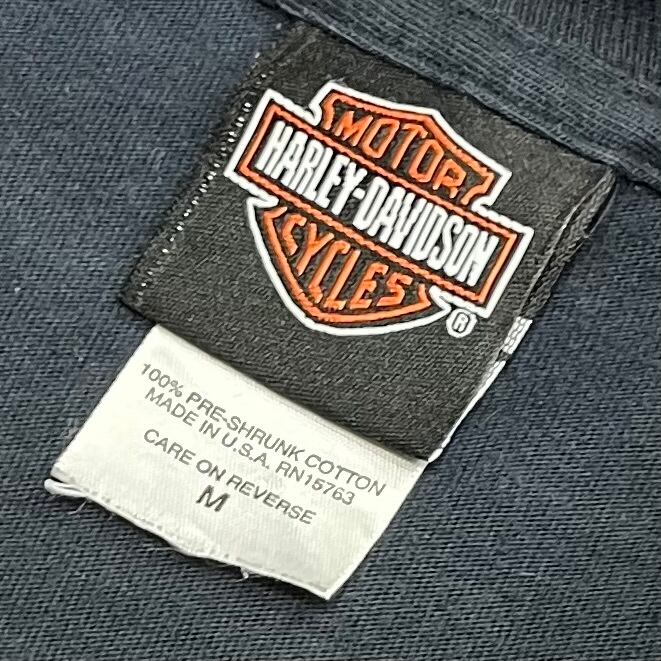 MOTOR
HARLEY-DAVIDSON
CYCLES
®
100% PRE-SHRUNK COTTON
MADE IN U.S.A. RN15763
CARE ON REVERSE
M